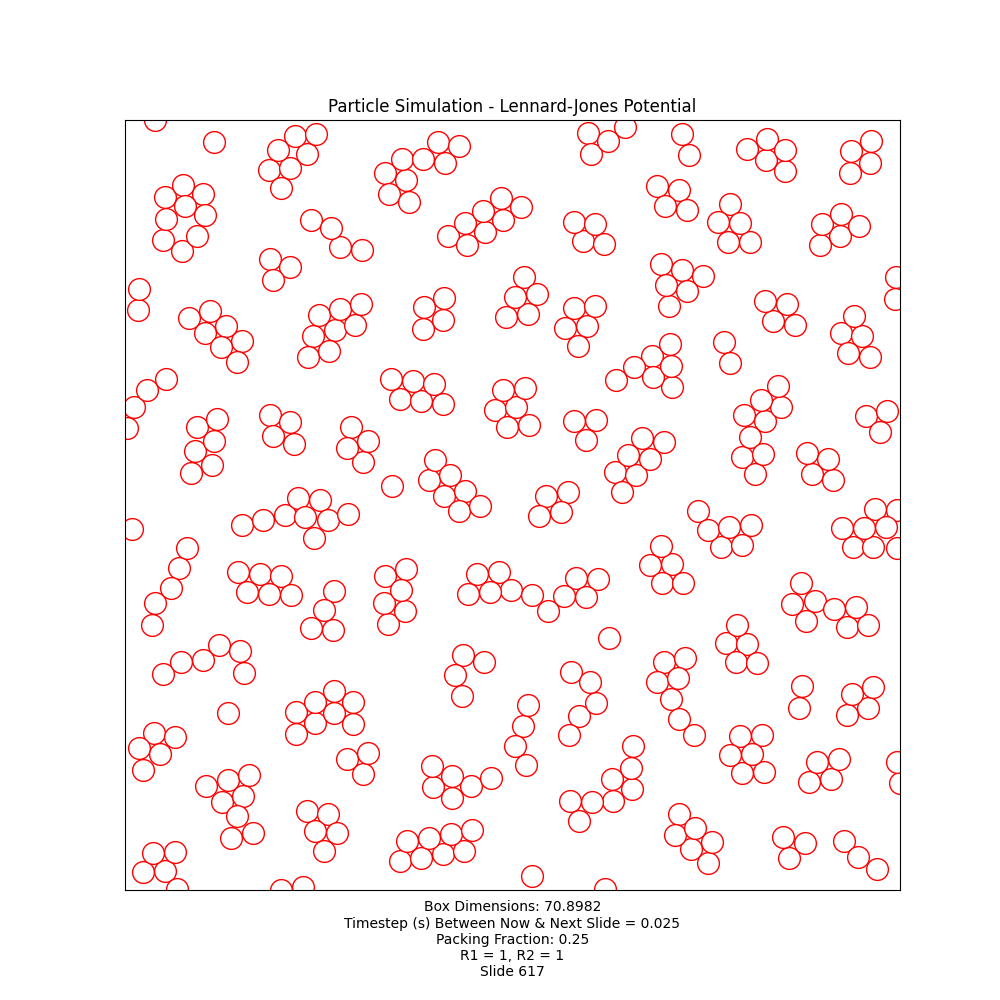 Particle Simulation - Lennard-Jones Potential
Box Dimensions: 70.8982
Timestep (s) Between Now & Next Slide = 0.025
Packing Fraction: 0.25
R1 = 1, R2 = 1
Slide 617